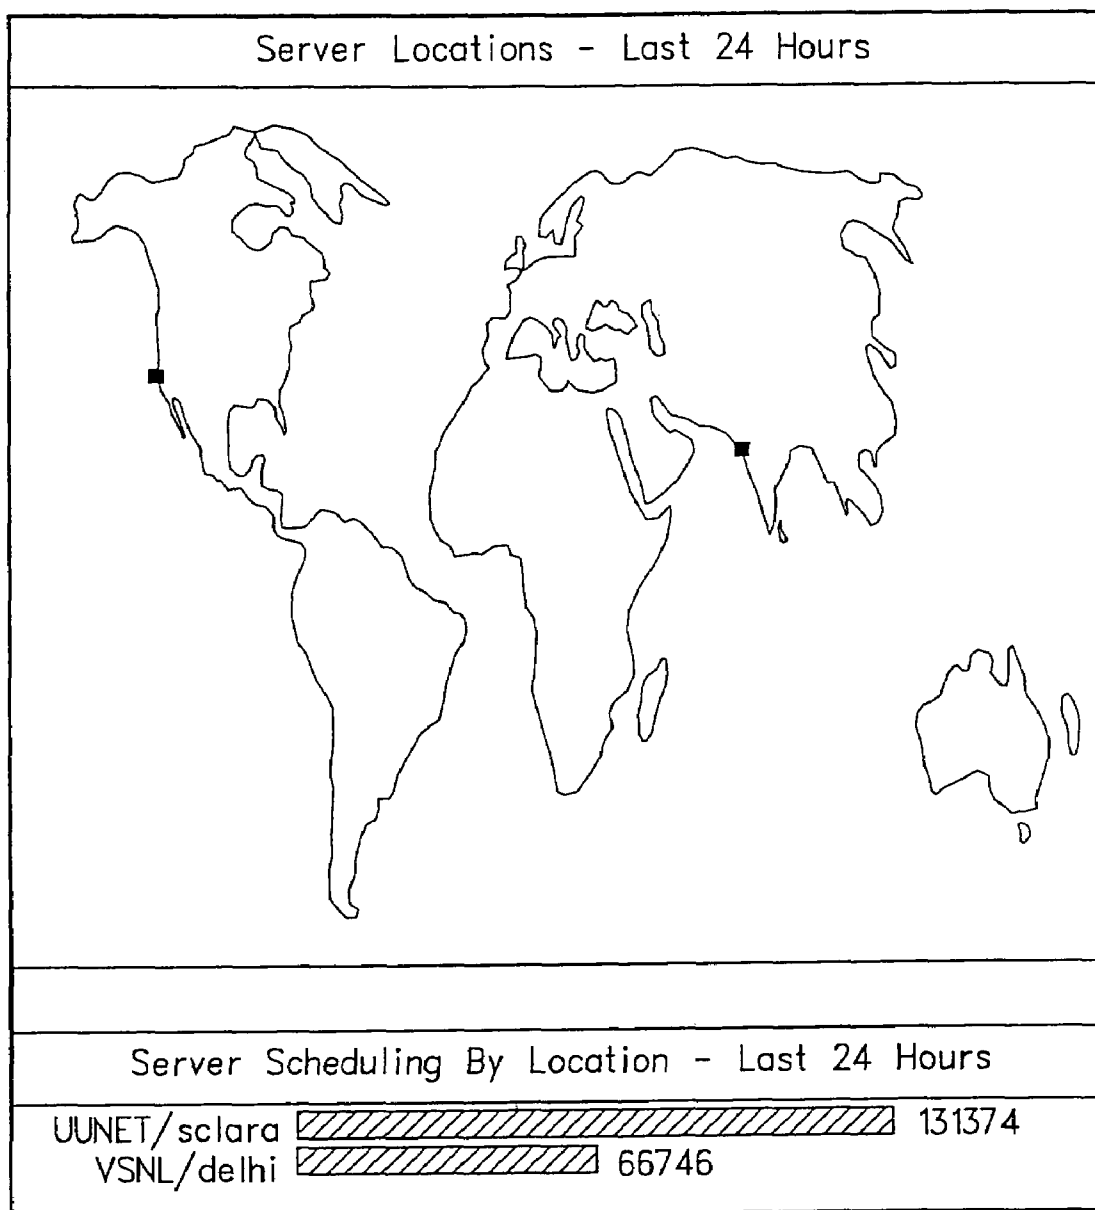 Server Locations - Last 24 Hours
Server Scheduling By Location - Last 24 Hours
UUNET/sclara 131374
VSNL/delhi 66746